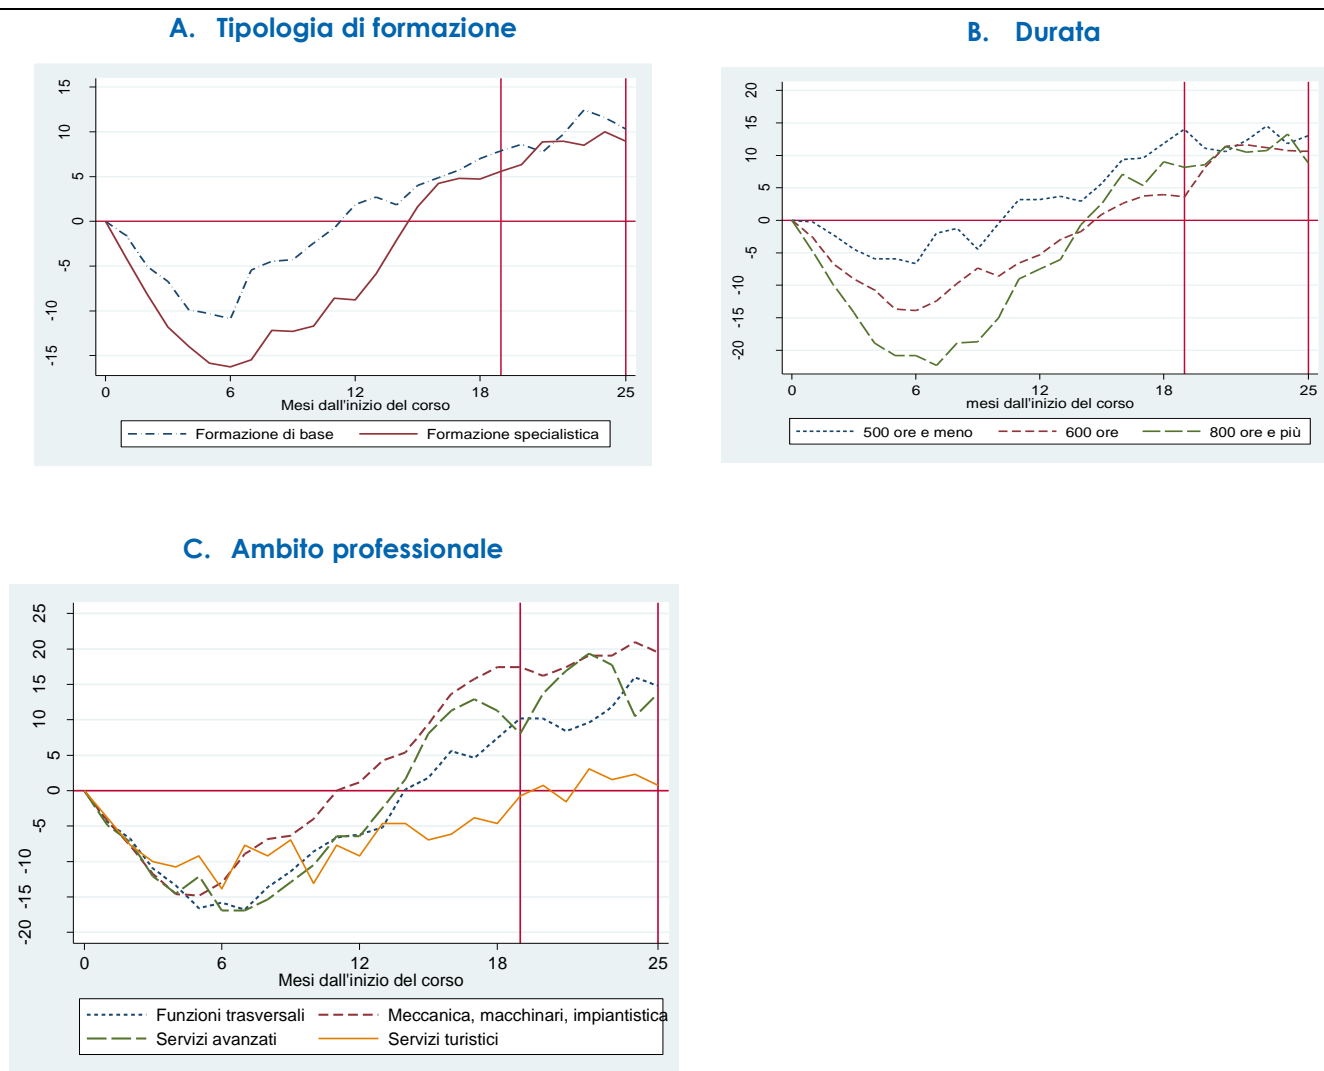 A. Tipologia di formazione
15
10
5
0
-5
-10
-15
0 6 12 18 25
Mesi dall'inizio del corso
Formazione di base Formazione specialistica
B. Durata
20
15
10
5
0
-5
-10
-15
-20
0 6 12 18 25
mesi dall'inizio del corso
500 ore e meno 600 ore 800 ore e più
C. Ambito professionale
25
20
15
10
5
0
-5
-10
-15
-20
0 6 12 18 25
Mesi dall'inizio del corso
Funzioni trasversali Meccanica, macchinari, impiantistica
Servizi avanzati Servizi turistici